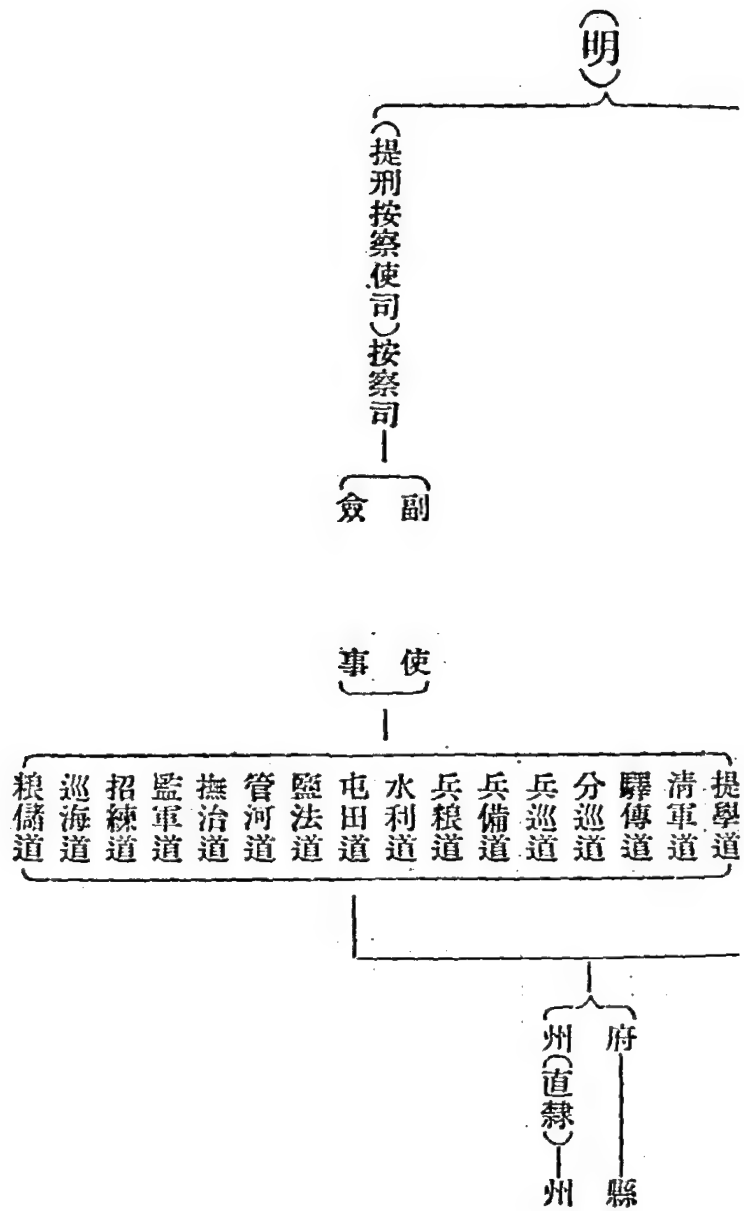 (明)
(提刑按察使司)按察司
副使
僉事
提學道
清軍道
驛傳道
分巡道
兵巡道
兵備道
兵粮道
水利道
屯田道
鹽法道
管河道
撫治道
監軍道
招練道
巡海道
粮儲道
府
縣
州(直隸)
州